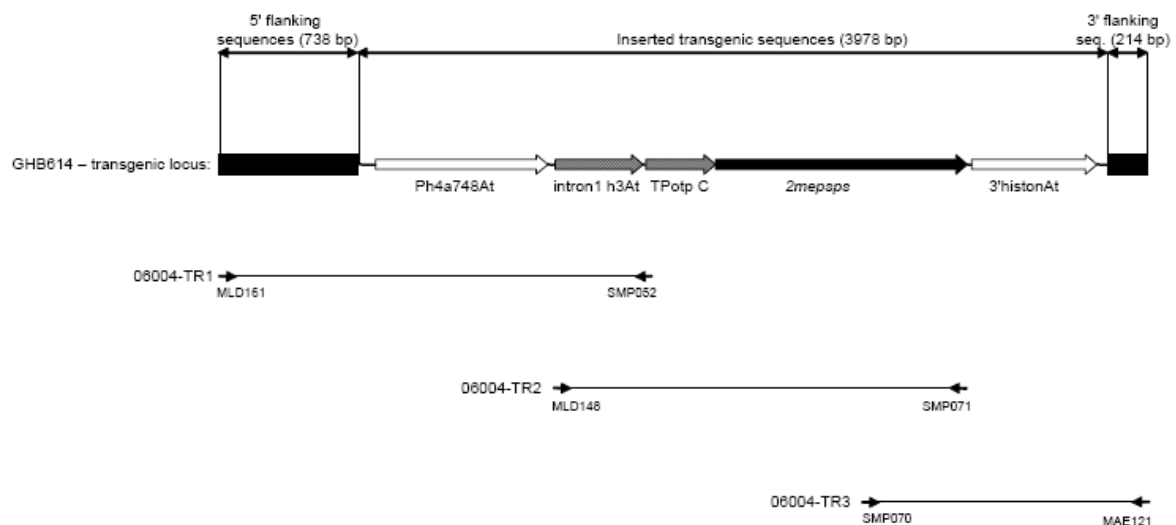 5' flanking
sequences (738 bp)
Inserted transgenic sequences (3978 bp)
3' flanking
seq. (214 bp)
GHB614 – transgenic locus:
Ph4a748At
intron1 h3At
TPotp C
2mepsps
3'histonAt
06004-TR1
MLD161
SMP052
06004-TR2
MLD148
SMP071
06004-TR3
SMP070
MAE121